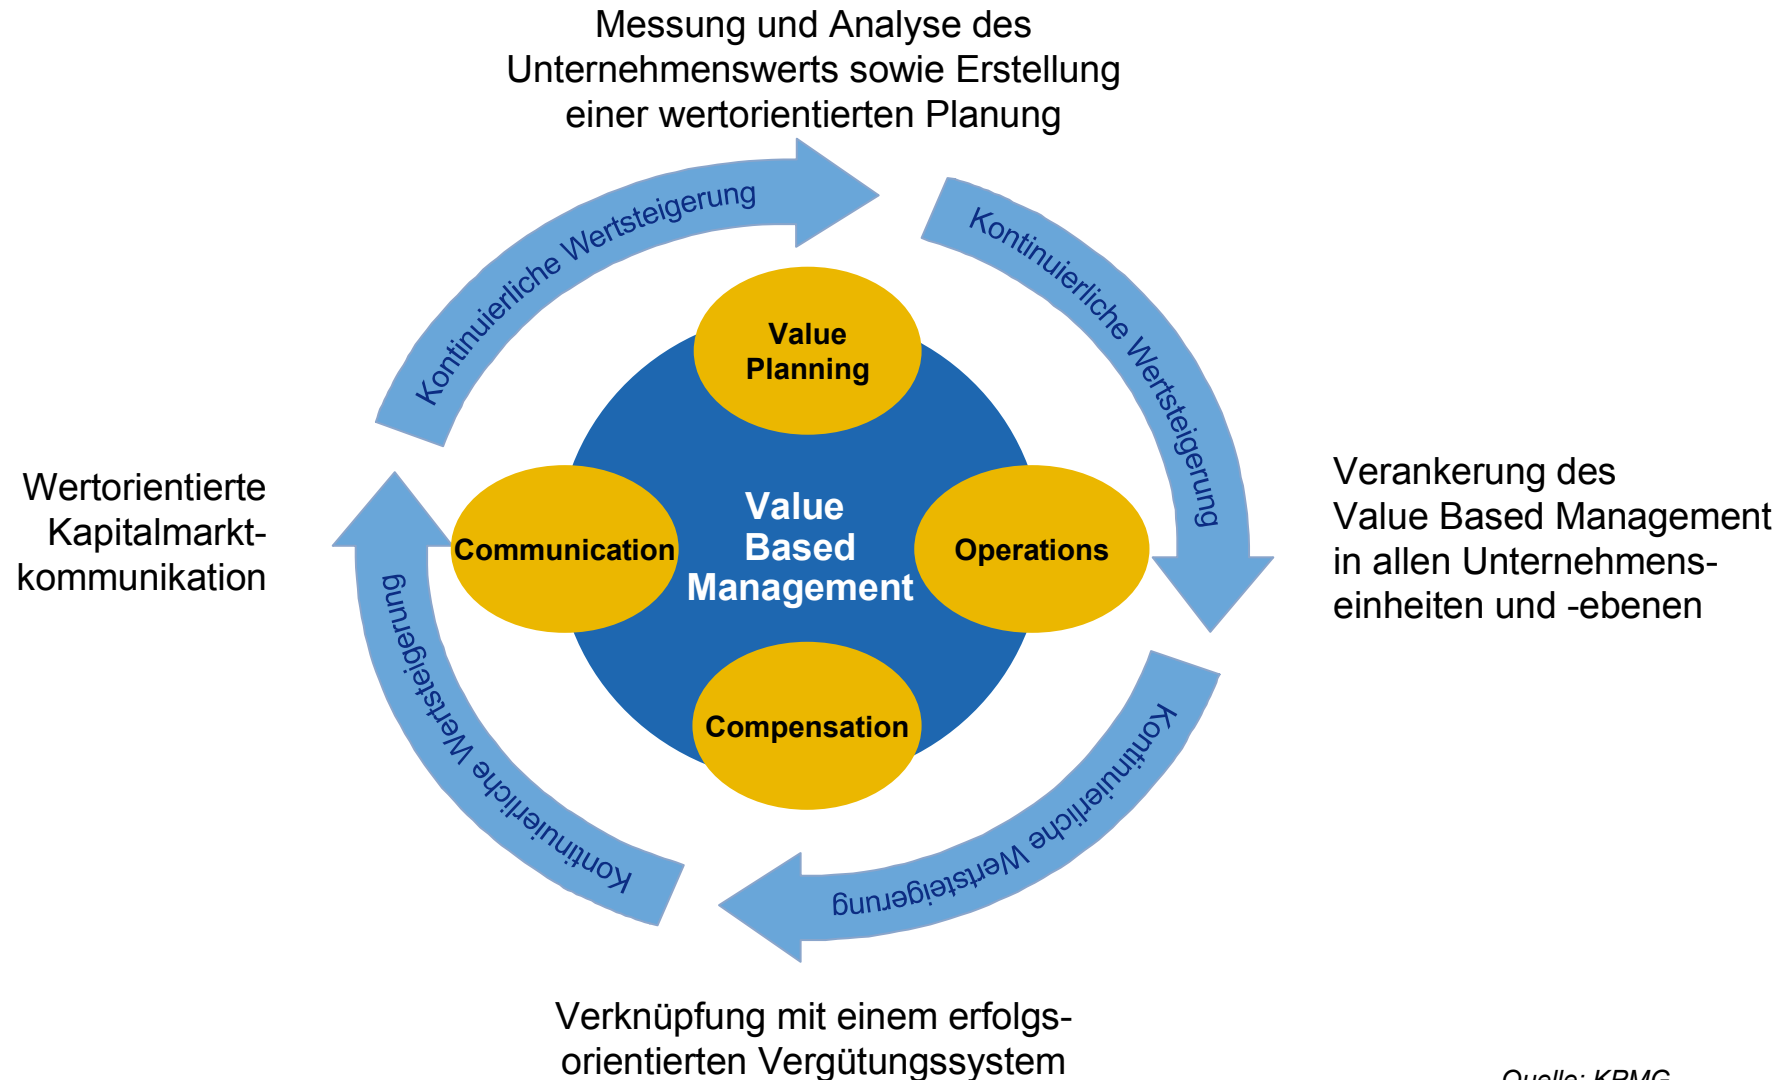 Messung und Analyse des
Unternehmenswerts sowie Erstellung
einer wertorientierten Planung
Kontinuierliche Wertsteigerung
Kontinuierliche Wertsteigerung
Value
Planning
Wertorientierte
Kapitalmarkt-
kommunikation
Communication
Value
Based
Management
Operations
Verankerung des
Value Based Management
in allen Unternehmens-
einheiten und -ebenen
Compensation
Kontinuierliche Wertsteigerung
Kontinuierliche Wertsteigerung
Verknüpfung mit einem erfolgs-
orientierten Vergütungssystem
Quelle: KPMG